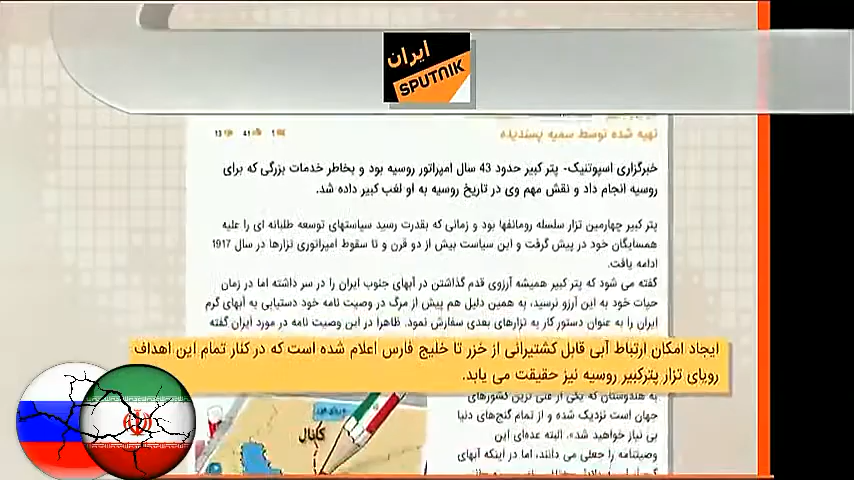 ایران
SPUTNIK
تهیه شده توسط سمیه پسندیده
خبرگزاری اسپوتنیک- پتر کبیر حدود 43 سال امپراتور روسیه بود و بخاطر خدمات بزرگی که برای
روسیه انجام داد و نقش مهم وی در تاریخ روسیه به او لغب کبیر داده شد.
پتر کبیر چهارمین تزار سلسله رومانفها بود و زمانی که بقدرت رسید سیاستهای توسعه طلبانه ای را علیه
همسایگان خود در پیش گرفت و این سیاست بیش از دو قرن و تا سقوط امپراتوری تزارها در سال 1917
ادامه یافت.
گفته می شود که پتر کبیر همیشه آرزوی قدم گذاشتن در آبهای جنوب ایران را در سر داشته اما در زمان
حیات خود به این آرزو نرسید، به همین دلیل هم پیش از مرگ در وصیت نامه خود دستیابی به آبهای گرم
ایران را به عنوان دستور کار به تزارهای بعدی سفارش نمود. ظاهرا در این وصیت نامه در مورد ایران گفته
ایجاد امکان ارتباط آبی قابل کشتیرانی از خزر تا خلیج فارس اعلام شده است که در کنار تمام این اهداف
رویای تزار پترکبیر روسیه نیز حقیقت می یابد.
به هندوستان که یکی از غنی ترین کشورهای
جهان است نزدیک شده و از تمام گنج‌های دنیا
بی نیاز خواهید شد». البته عده‌ای این
وصیتنامه را جعلی می دانند، اما در اینکه آبهای
کانال